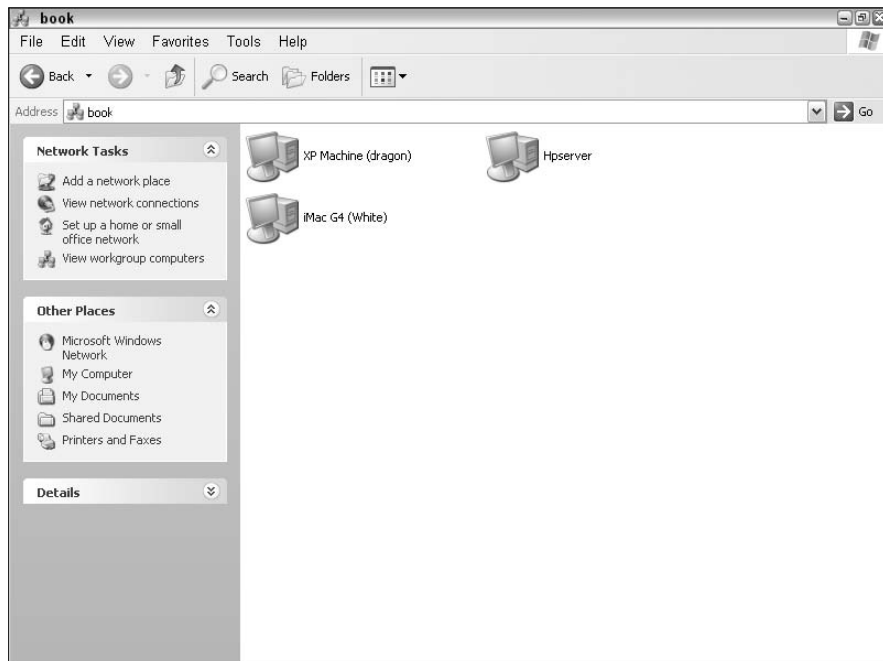 book
File Edit View Favorites Tools Help
Back Search Folders
Address book Go
Network Tasks
Add a network place
View network connections
Set up a home or small
office network
View workgroup computers
Other Places
Microsoft Windows
Network
My Computer
My Documents
Shared Documents
Printers and Faxes
Details
XP Machine (dragon) Hpserver
iMac G4 (White)